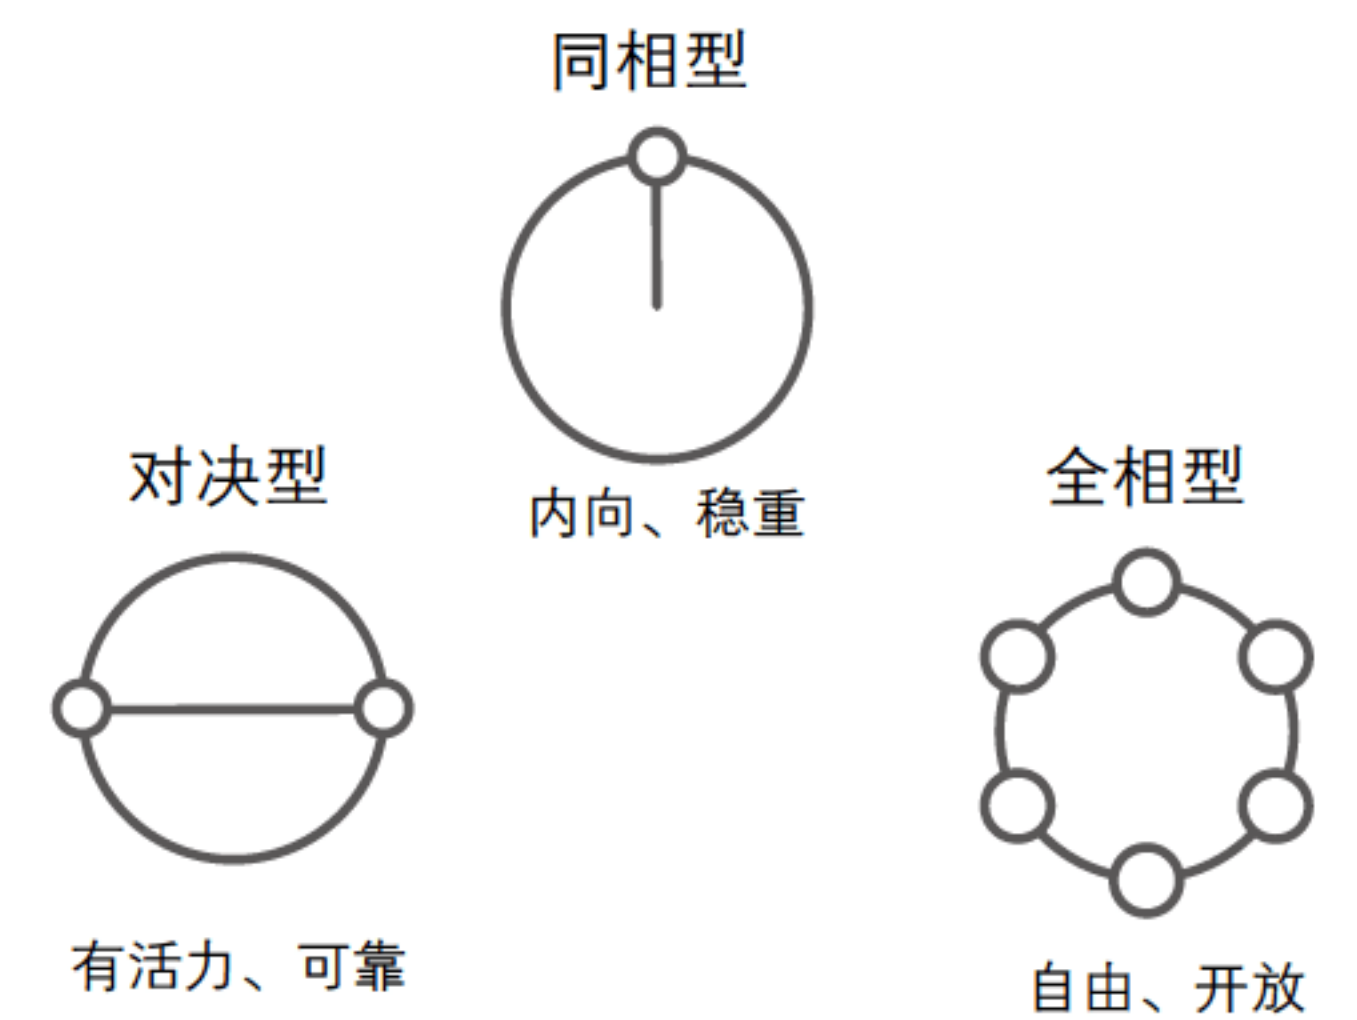 同相型
内向、稳重
对决型
有活力、可靠
全相型
自由、开放